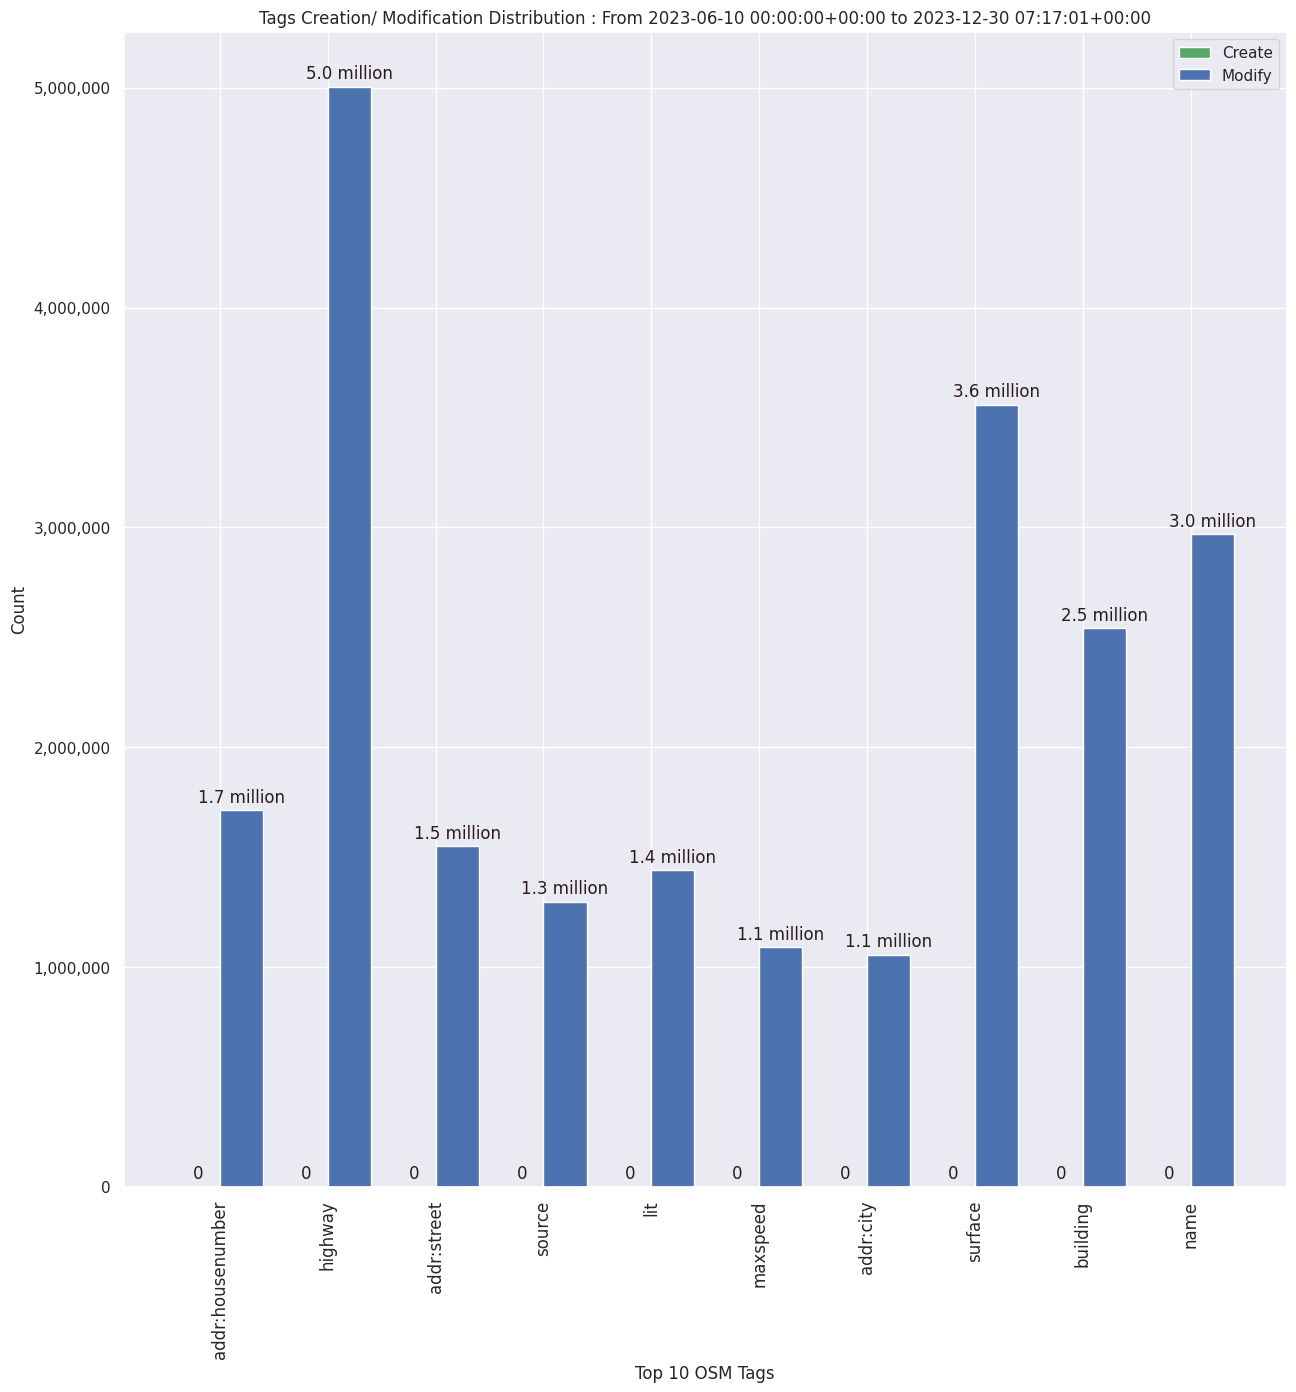 Tags Creation/ Modification Distribution : From 2023-06-10 00:00:00+00:00 to 2023-12-30 07:17:01+00:00
Create
Modify
5,000,000
4,000,000
3,000,000
2,000,000
1,000,000
0
Count
5.0 million
3.6 million
3.0 million
2.5 million
1.7 million
1.5 million
1.4 million
1.3 million
1.1 million
1.1 million
0
0
0
0
0
0
0
0
0
0
addr:housenumber
highway
addr:street
source
lit
maxspeed
addr:city
surface
building
name
Top 10 OSM Tags